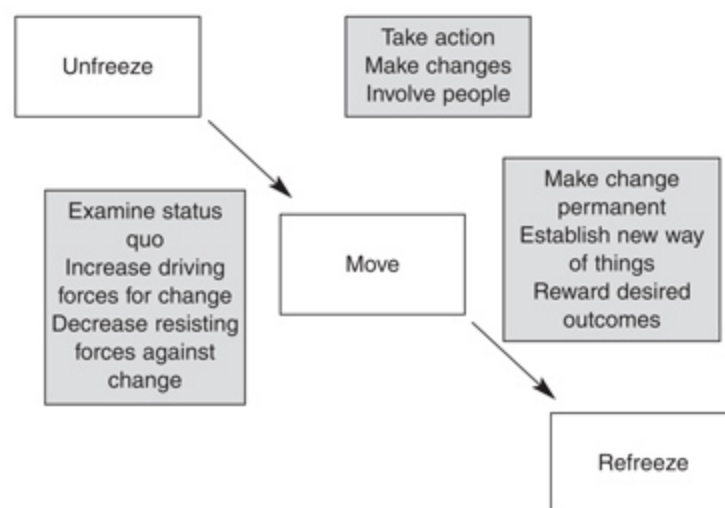 Unfreeze
Take action
Make changes
Involve people
Examine status
quo
Increase driving
forces for change
Decrease resisting
forces against
change
Move
Make change
permanent
Establish new way
of things
Reward desired
outcomes
Refreeze